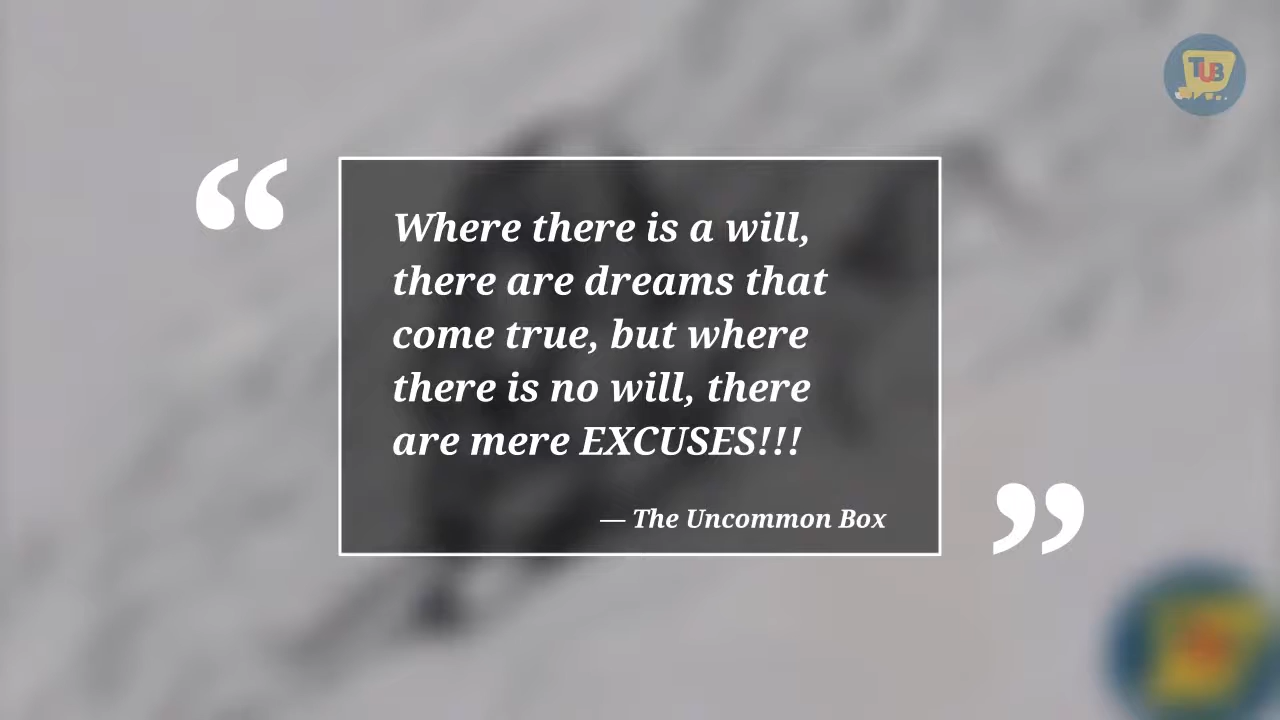 TUB
“
Where there is a will,
there are dreams that
come true, but where
there is no will, there
are mere EXCUSES!!!
— The Uncommon Box
”